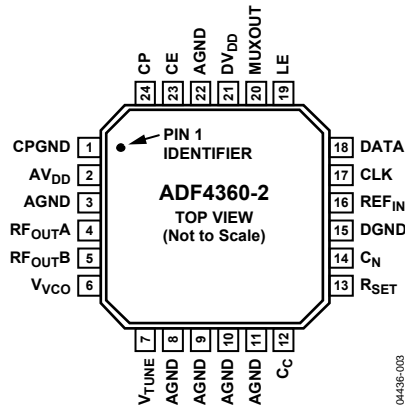 CP
CE
AGND
DVDD
MUXOUT
LE
24
23
22
21
20
19
PIN 1
IDENTIFIER
CPGND 1
AVDD 2
AGND 3
RFOUTA 4
RFOUTB 5
VVCO 6
ADF4360-2
TOP VIEW
(Not to Scale)
18 DATA
17 CLK
16 REFIN
15 DGND
14 CN
13 RSET
7
8
9
10
11
12
VTUNE
AGND
AGND
AGND
AGND
CC
04436-003